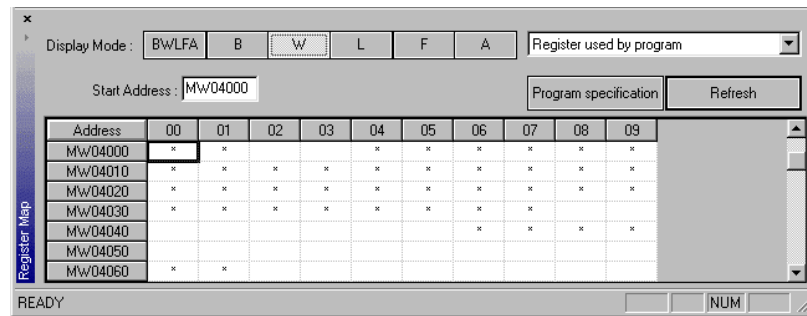 Display Mode : BWLFA B W L F A Register used by program
Start Address : MW04000 Program specification Refresh
Address 00 01 02 03 04 05 06 07 08 09
MW04000 * * * * * * * *
MW04010 * * * * * * * * * *
MW04020 * * * * * * * * * *
MW04030 * * * * * * * *
MW04040 * * * *
MW04050
MW04060 * *
Register Map
READY NUM